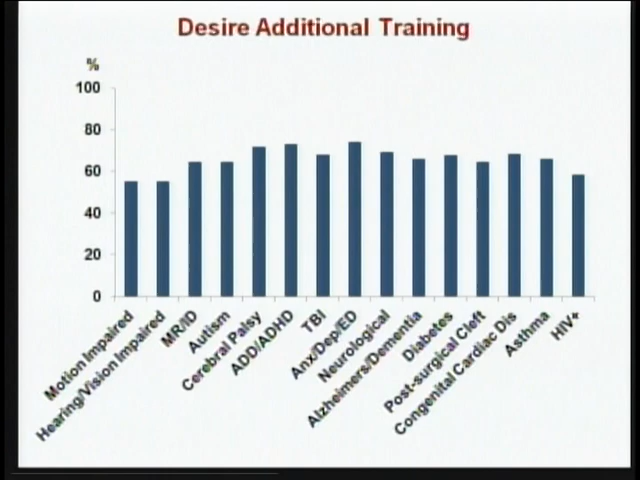 Desire Additional Training
%
100
80
60
40
20
0
Motion Impaired
Hearing/Vision Impaired
MR/ID
Autism
Cerebral Palsy
ADD/ADHD
TBI
Anx/Dep/ED
Neurological
Alzheimers/Dementia
Diabetes
Post-surgical Cleft
Congenital Cardiac Dis
Asthma
HIV+